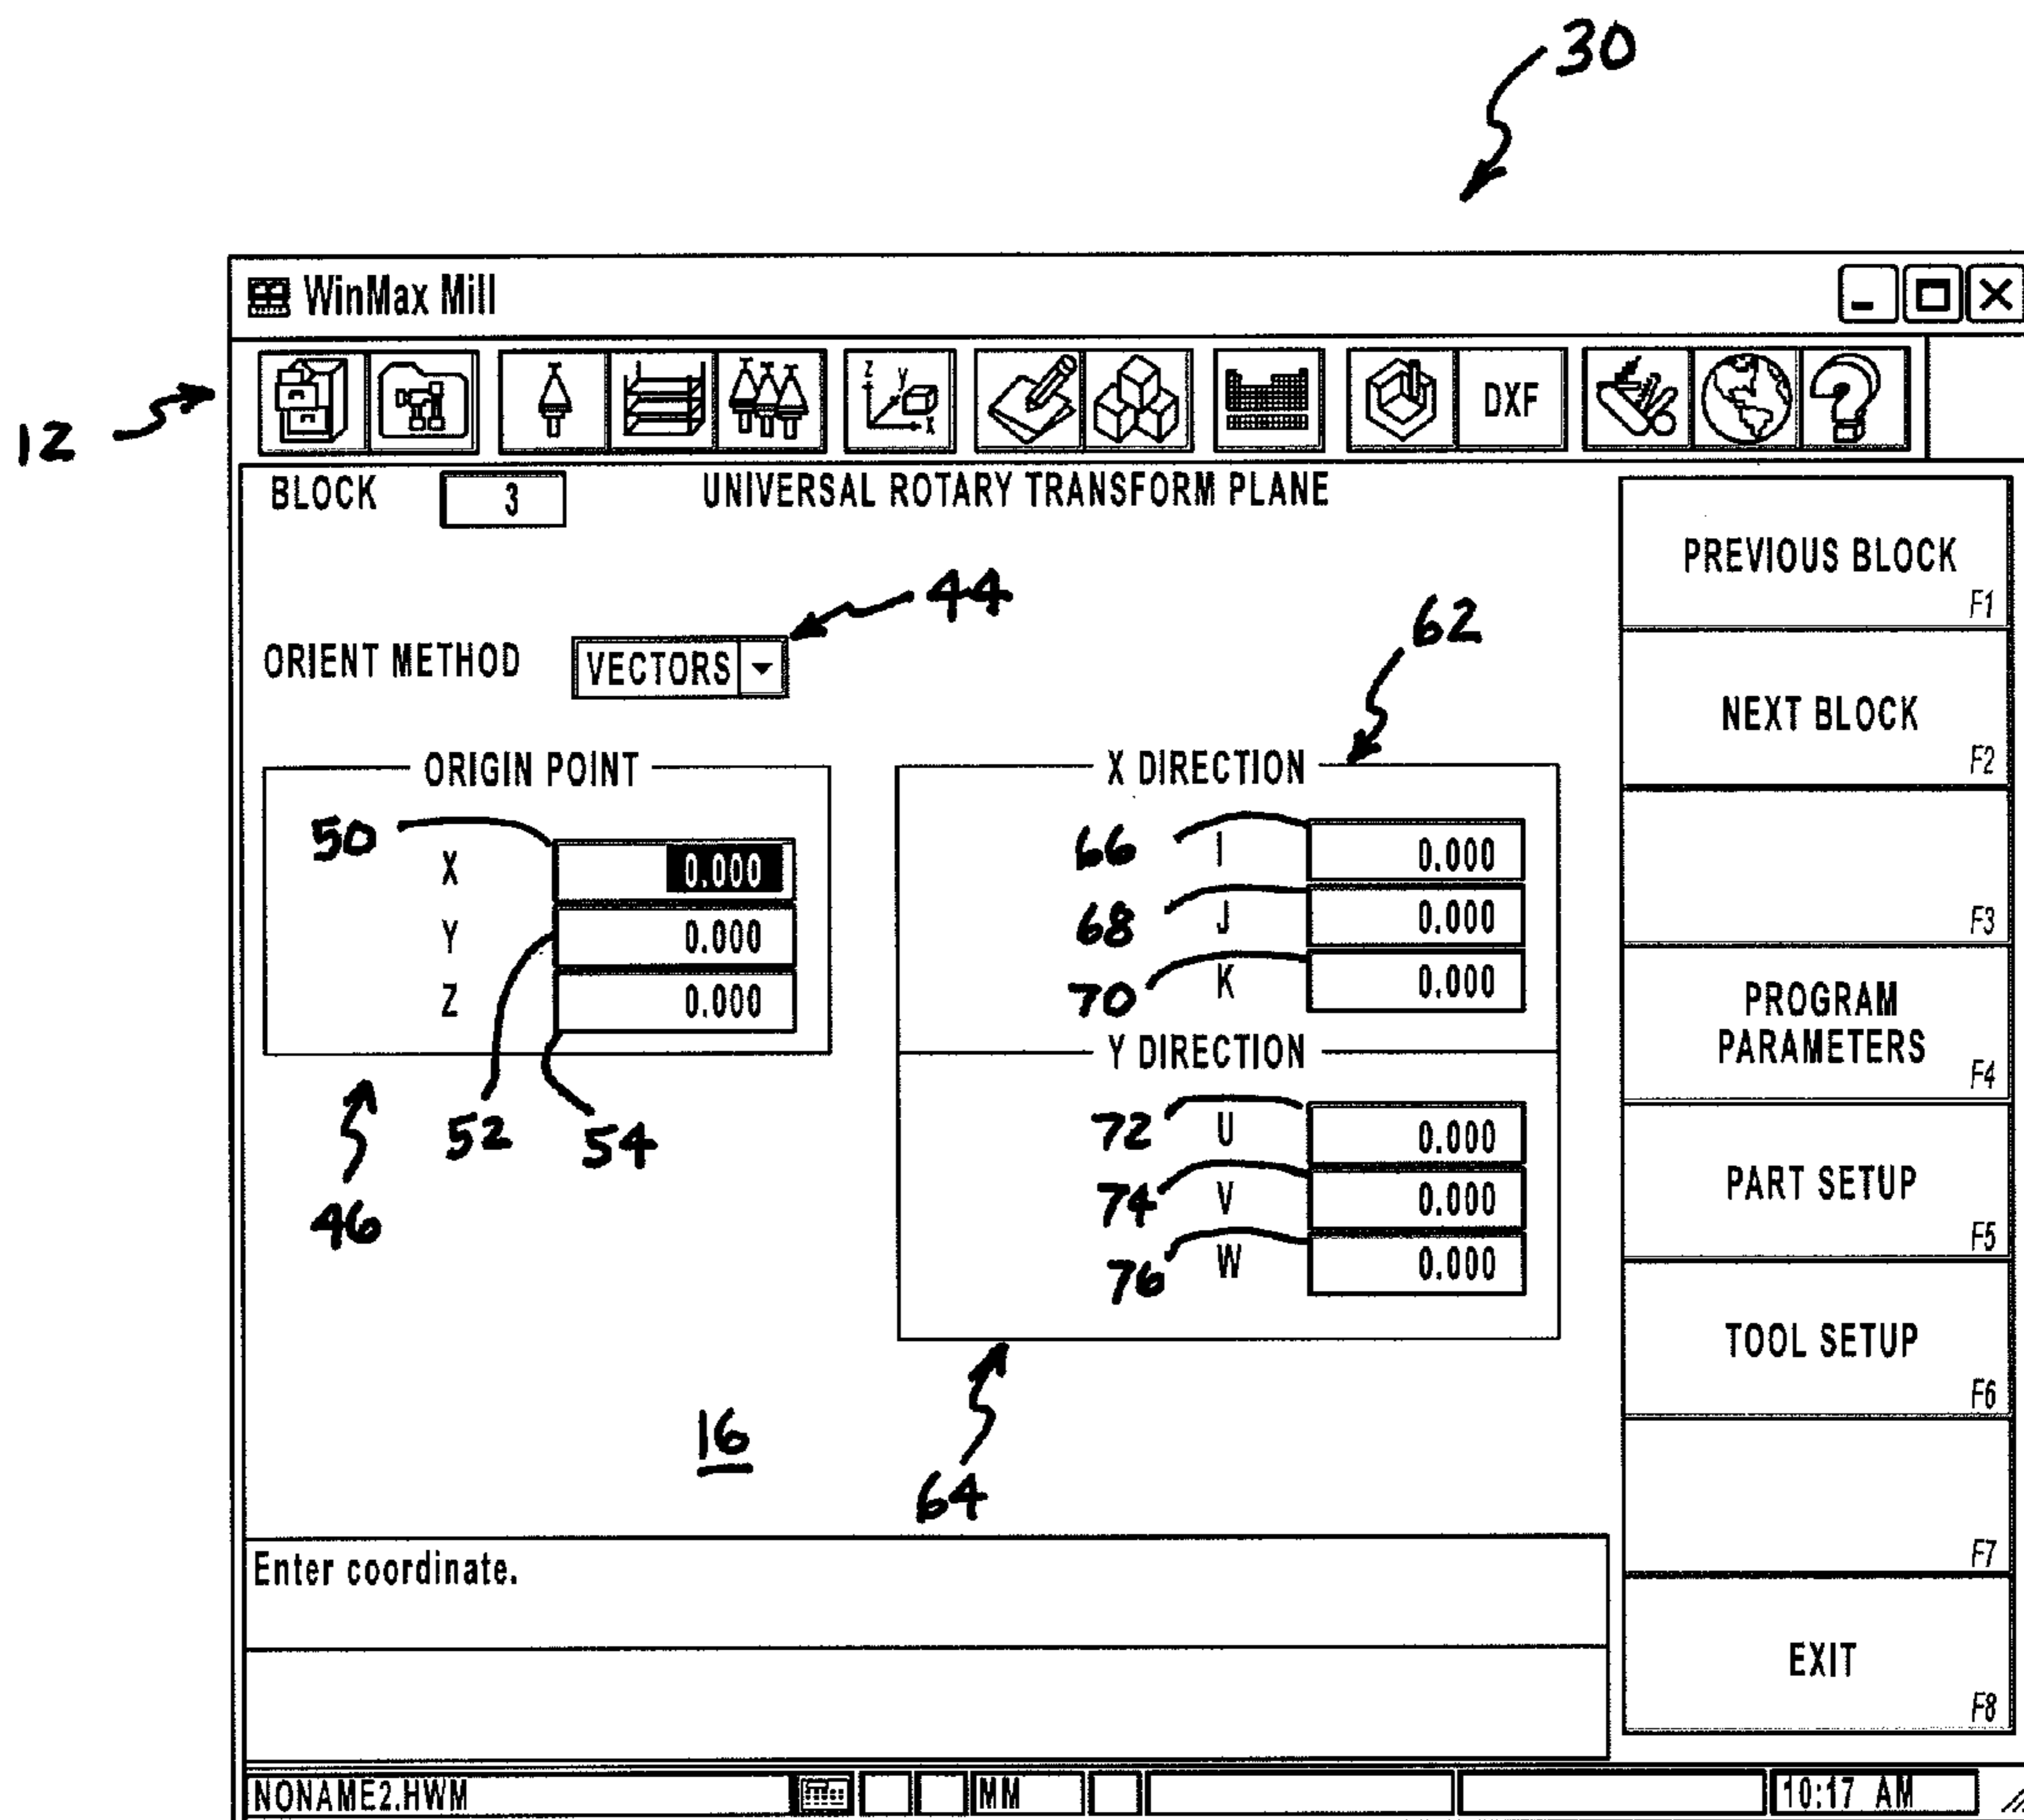 30
WinMax Mill
12
DXF
Z Y X
BLOCK 3 UNIVERSAL ROTARY TRANSFORM PLANE
44
ORIENT METHOD VECTORS
62
ORIGIN POINT
50 X 0.000
Y 0.000
Z 0.000
52 54
46
X DIRECTION
66 I 0.000
68 J 0.000
70 K 0.000
Y DIRECTION
72 U 0.000
74 V 0.000
76 W 0.000
16
64
PREVIOUS BLOCK
F1
NEXT BLOCK
F2
F3
PROGRAM
PARAMETERS
F4
PART SETUP
F5
TOOL SETUP
F6
F7
EXIT
F8
Enter coordinate.
NONAME2.HWM MM 10:17 AM